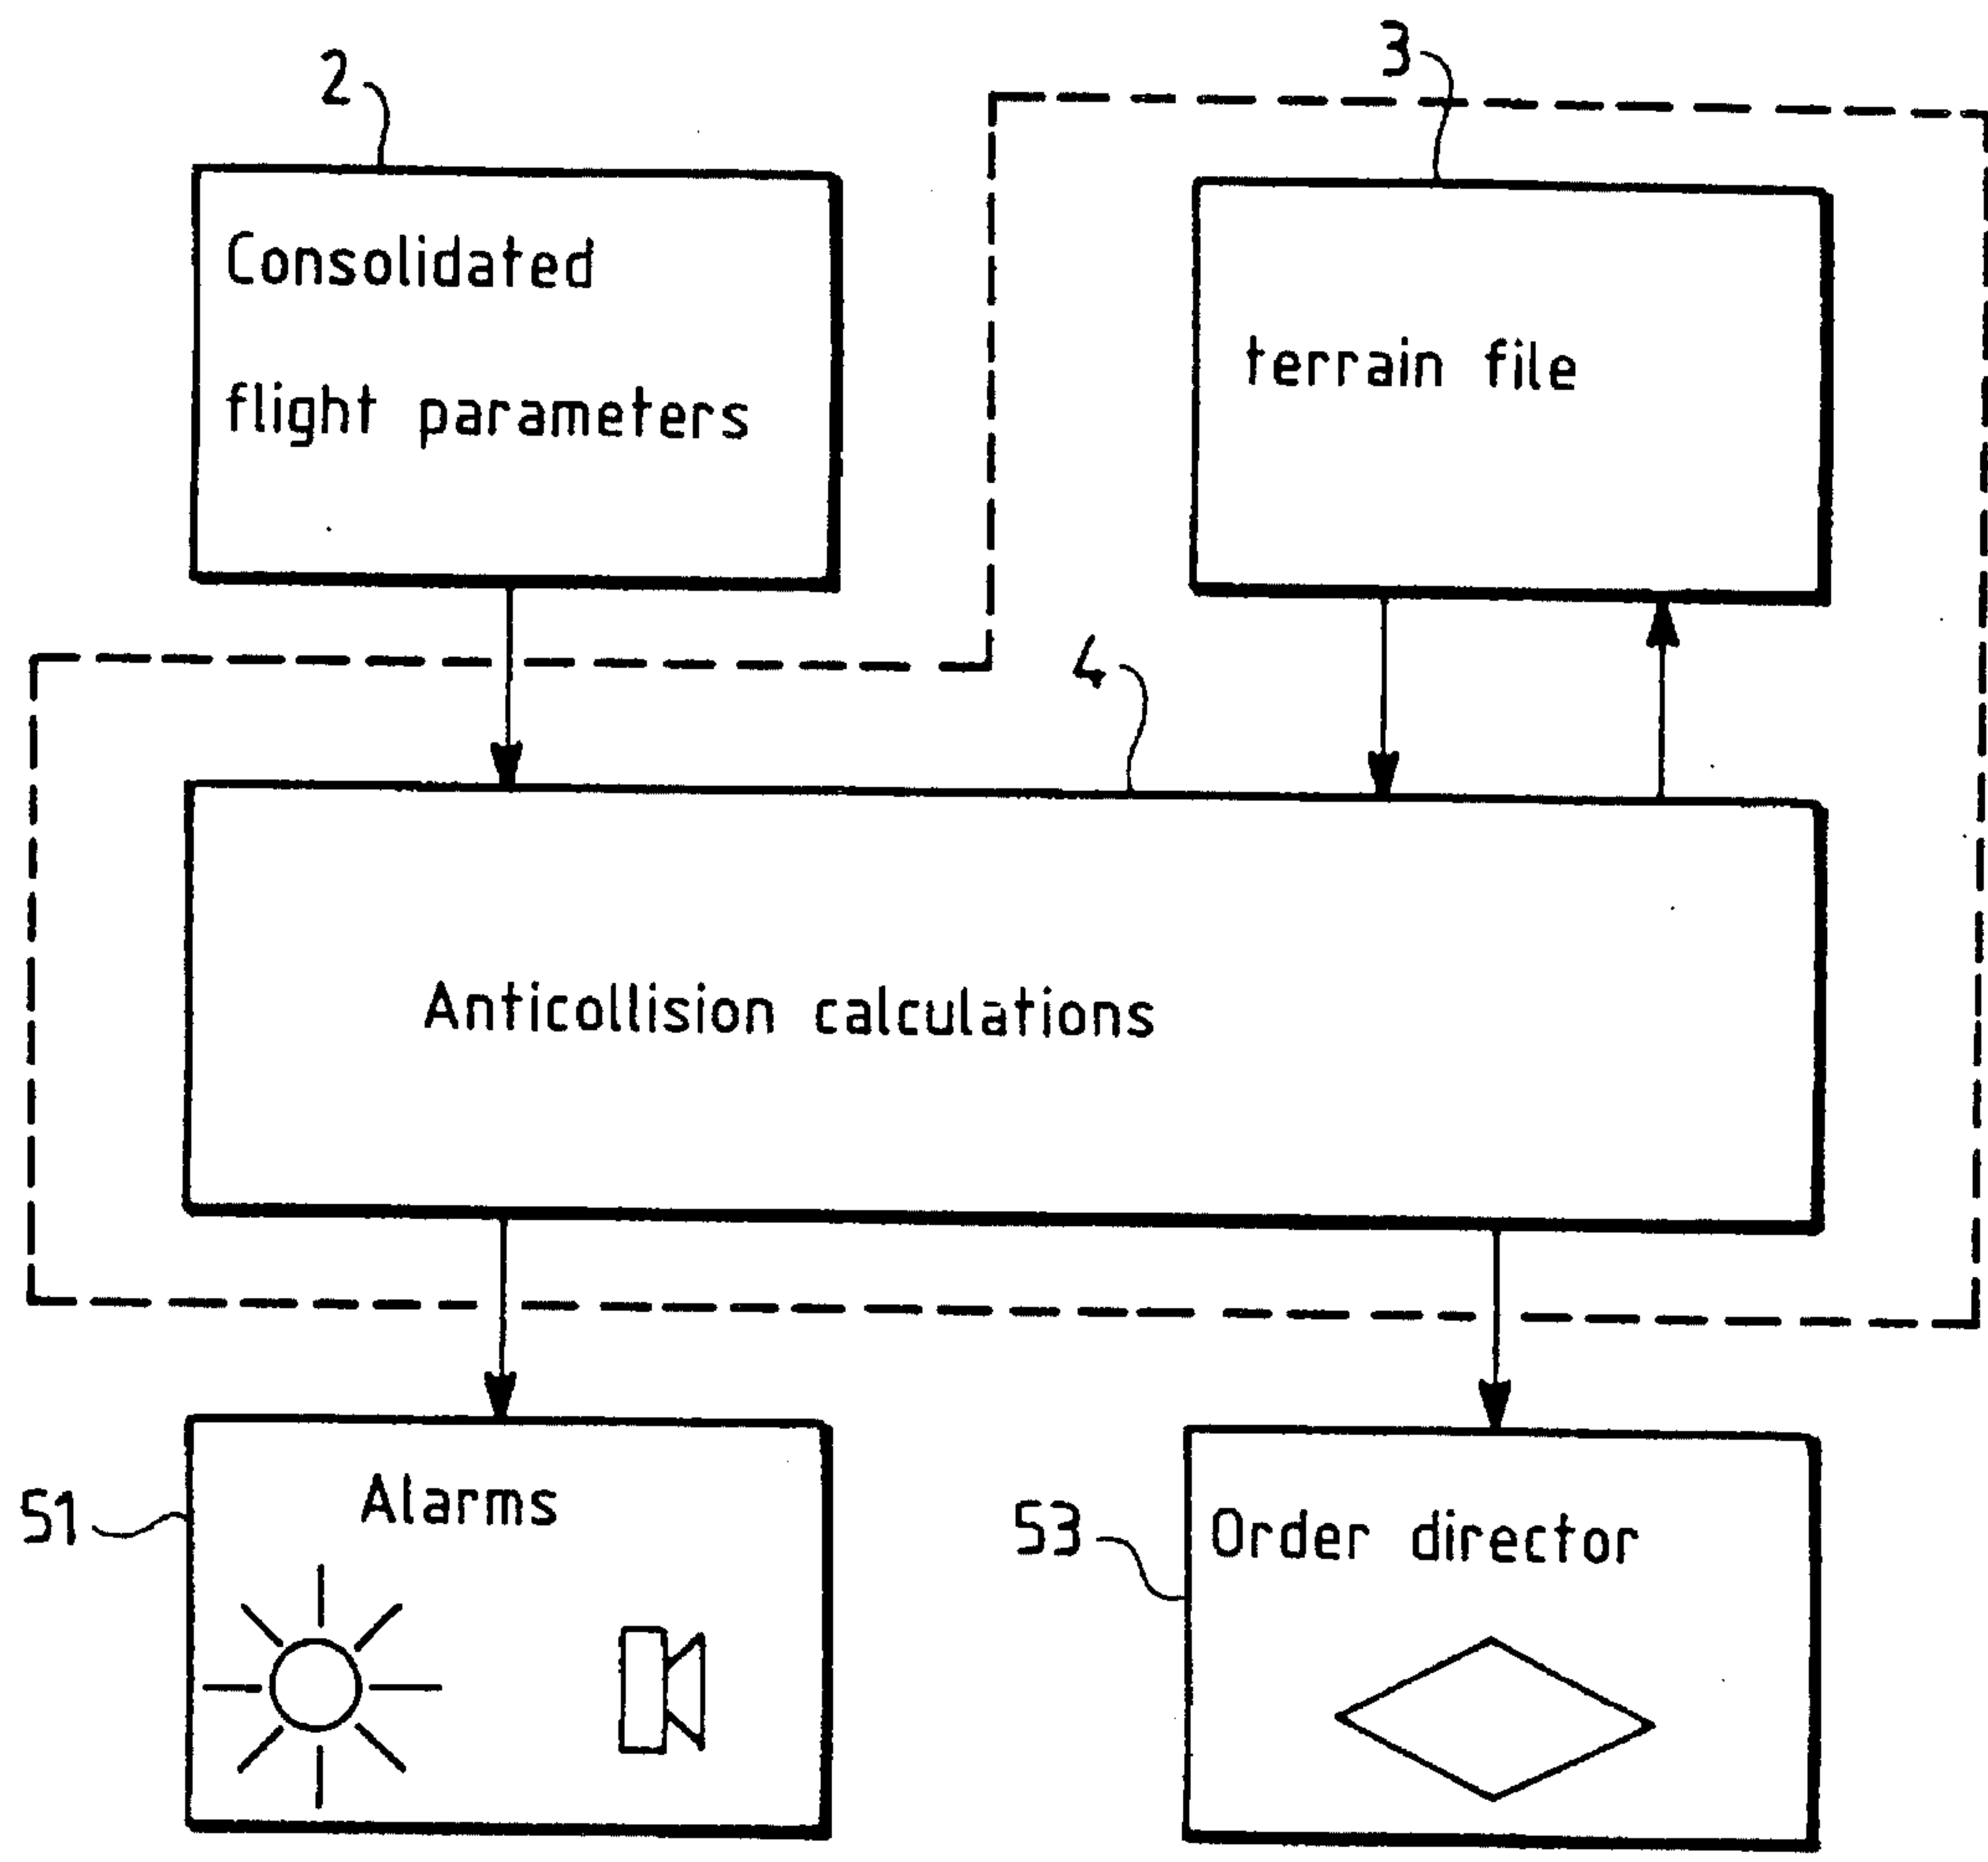 2
3
Consolidated
flight parameters
terrain file
4
Anticollision calculations
51
Alarms
53
Order director